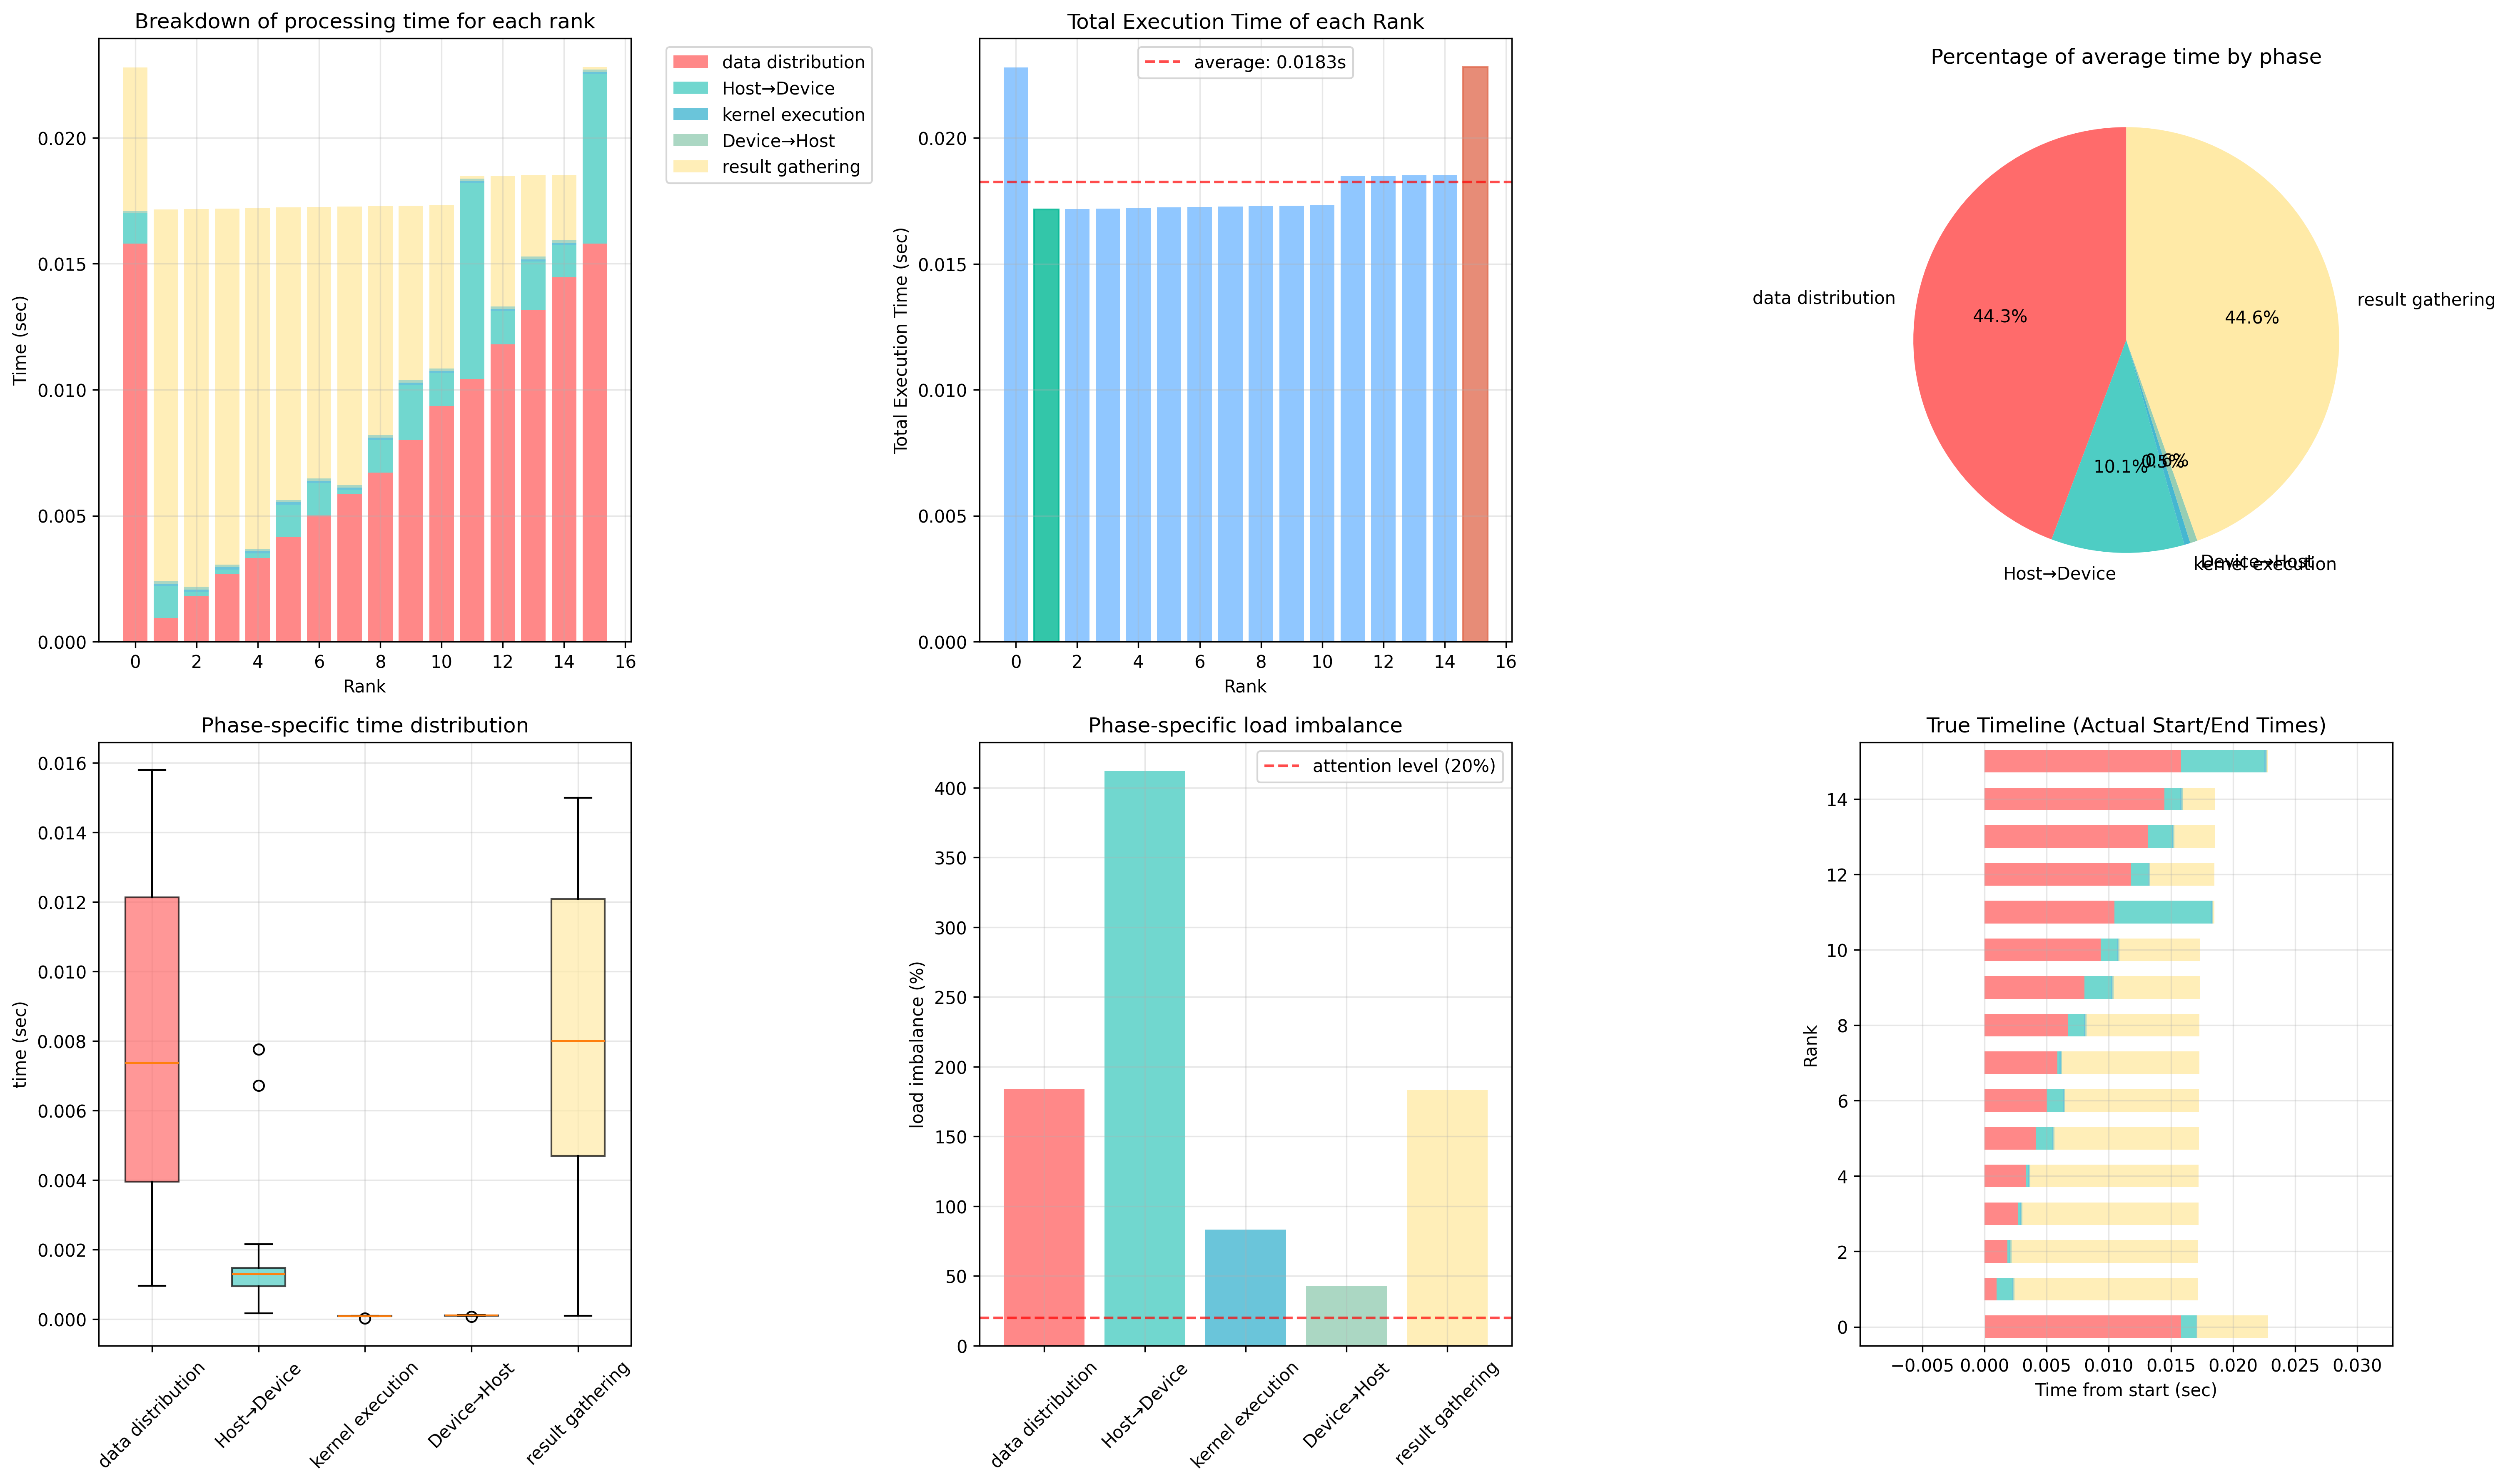 Breakdown of processing time for each rank
Time (sec)
0.020
0.015
0.010
0.005
0.000
0 2 4 6 8 10 12 14 16
Rank
data distribution
Host→Device
kernel execution
Device→Host
result gathering
Total Execution Time of each Rank
average: 0.0183s
Total Execution Time (sec)
0.020
0.015
0.010
0.005
0.000
0 2 4 6 8 10 12 14 16
Rank
Percentage of average time by phase
data distribution
44.3%
44.6%
result gathering
10.1%
0.5%
0.6%
Host→Device
kernel execution
Device→Host
Phase-specific time distribution
time (sec)
0.016
0.014
0.012
0.010
0.008
0.006
0.004
0.002
0.000
data distribution
Host→Device
kernel execution
Device→Host
result gathering
Phase-specific load imbalance
attention level (20%)
load imbalance (%)
400
350
300
250
200
150
100
50
0
data distribution
Host→Device
kernel execution
Device→Host
result gathering
True Timeline (Actual Start/End Times)
Rank
14
12
10
8
6
4
2
0
−0.005 0.000 0.005 0.010 0.015 0.020 0.025 0.030
Time from start (sec)